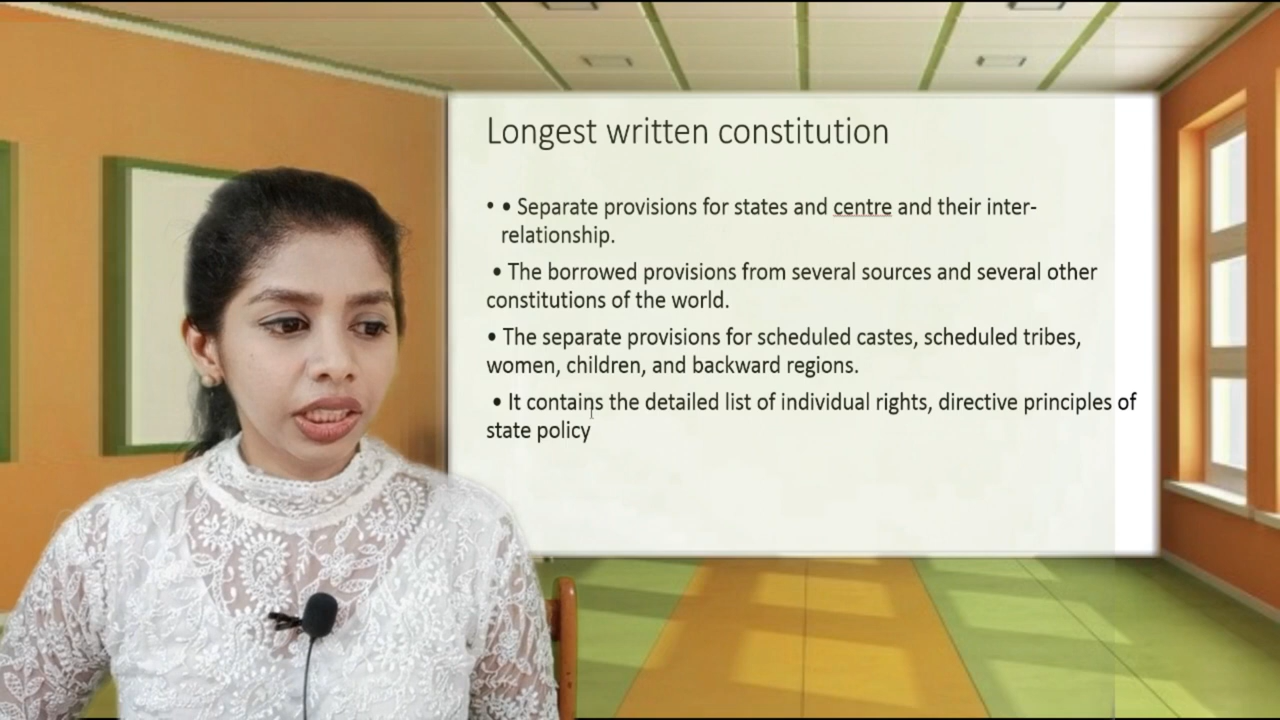 Longest written constitution
• • Separate provisions for states and centre and their inter-
relationship.
• The borrowed provisions from several sources and several other
constitutions of the world.
• The separate provisions for scheduled castes, scheduled tribes,
women, children, and backward regions.
• It contains the detailed list of individual rights, directive principles of
state policy